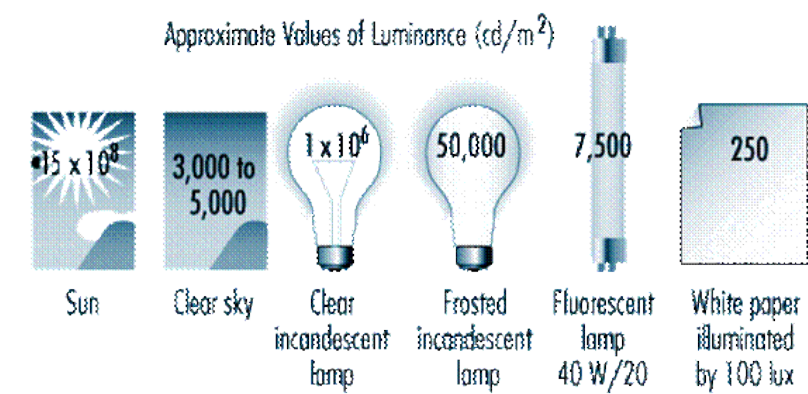 Approximate Values of Luminance (cd/m²)
15 x 10⁸
3,000 to
5,000
1 x 10⁶
50,000
7,500
250
Sun
Clear sky
Clear
incandescent
lamp
Frosted
incandescent
lamp
Fluorescent
lamp
40 W/20
White paper
illuminated
by 100 lux